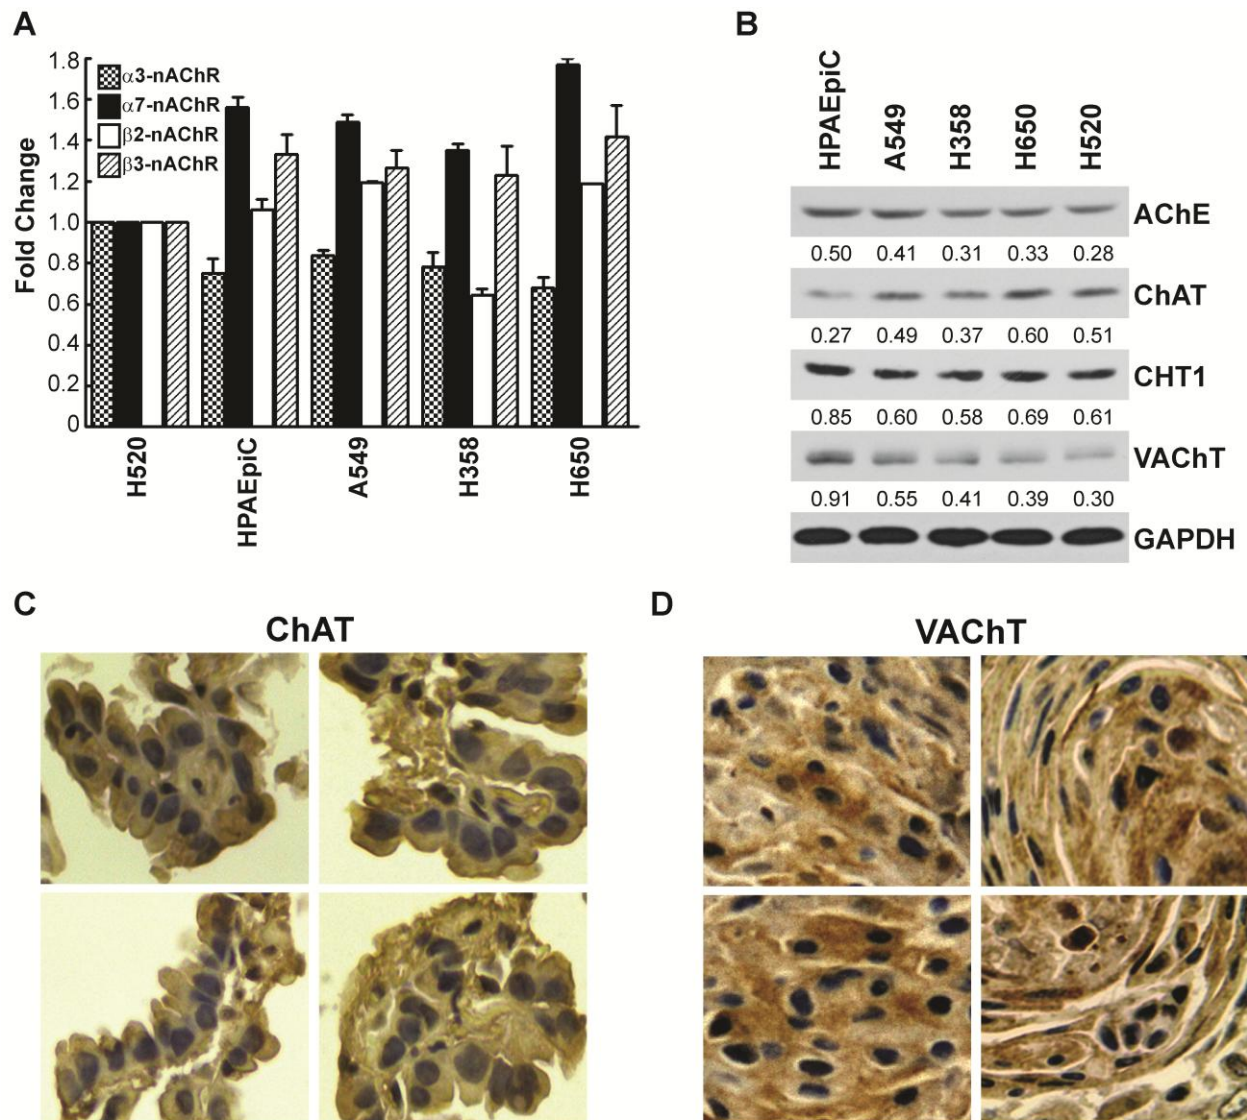 A
Fold Change
1.8
1.6
1.4
1.2
1.0
0.8
0.6
0.4
0.2
0
α3-nAChR
α7-nAChR
β2-nAChR
β3-nAChR
H520
HPAEpiC
A549
H358
H650
B
HPAEpiC
A549
H358
H650
H520
AChE
0.50 0.41 0.31 0.33 0.28
ChAT
0.27 0.49 0.37 0.60 0.51
CHT1
0.85 0.60 0.58 0.69 0.61
VAChT
0.91 0.55 0.41 0.39 0.30
GAPDH
C
ChAT
D
VAChT